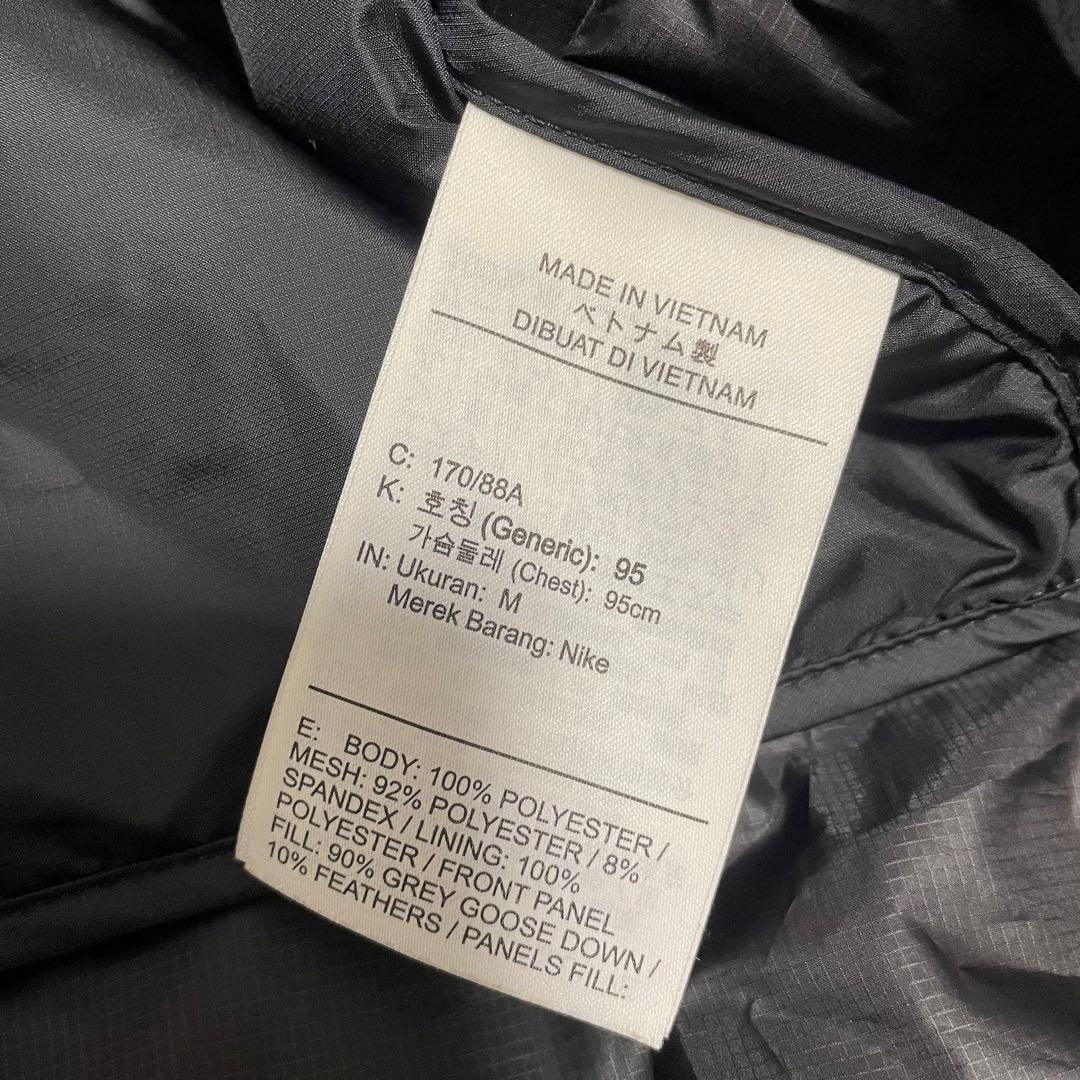 MADE IN VIETNAM
ベトナム製
DIBUAT DI VIETNAM
C: 170/88A
K: 호칭 (Generic): 95
가슴둘레 (Chest): 95cm
IN: Ukuran: M
Merek Barang: Nike
E: BODY: 100% POLYESTER /
MESH: 92% POLYESTER / 8%
SPANDEX / LINING: 100%
POLYESTER / FRONT PANEL
FILL: 90% GREY GOOSE DOWN /
10% FEATHERS / PANELS FILL: